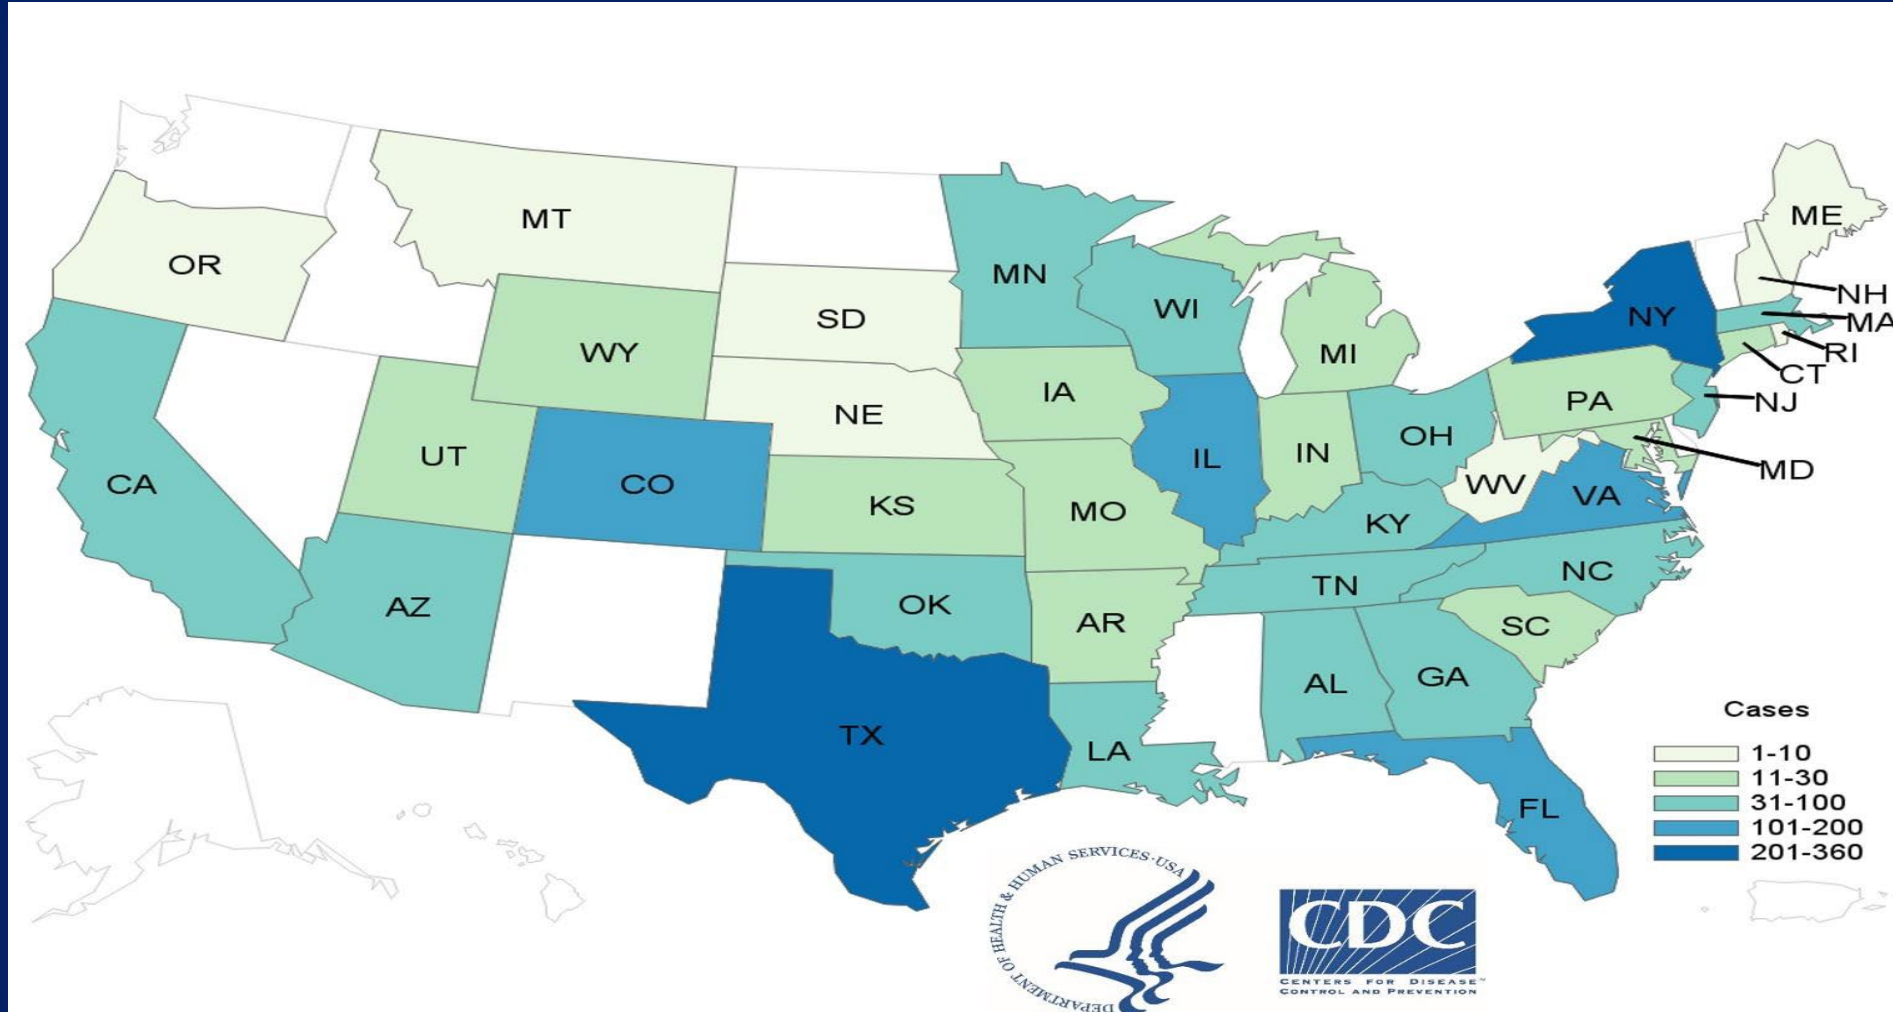 ME
MT
OR
MN
NH
WI
SD
NY
MA
WY
MI
RI
CT
IA
PA
NJ
NE
OH
UT
IN
IL
MD
CA
CO
WV
VA
KS
MO
KY
NC
TN
AZ
OK
AR
SC
GA
AL
TX
LA
FL
Cases
1-10
11-30
31-100
101-200
201-360
DEPARTMENT OF HEALTH & HUMAN SERVICES·USA
CDC
CENTERS FOR DISEASE™
CONTROL AND PREVENTION